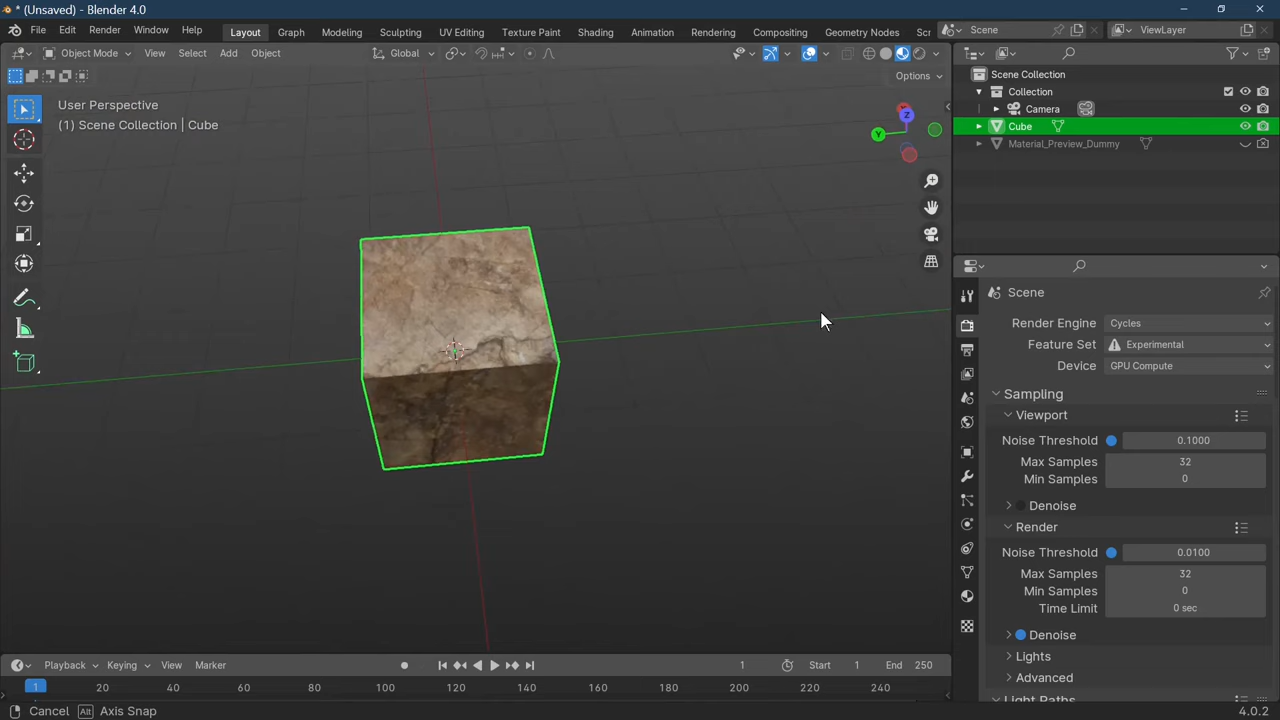 * (Unsaved) - Blender 4.0
File Edit Render Window Help Layout Graph Modeling Sculpting UV Editing Texture Paint Shading Animation Rendering Compositing Geometry Nodes Scr Scene ViewLayer
Object Mode View Select Add Object Global
Options
User Perspective
(1) Scene Collection | Cube
X
Y
Z
Scene Collection
Collection
Camera
Cube
Material_Preview_Dummy
Scene
Render Engine Cycles
Feature Set Experimental
Device GPU Compute
Sampling
Viewport
Noise Threshold 0.1000
Max Samples 32
Min Samples 0
Denoise
Render
Noise Threshold 0.0100
Max Samples 32
Min Samples 0
Time Limit 0 sec
Denoise
Lights
Advanced
Light Paths
Playback Keying View Marker 1 Start 1 End 250
1 20 40 60 80 100 120 140 160 180 200 220 240
Cancel Alt Axis Snap 4.0.2